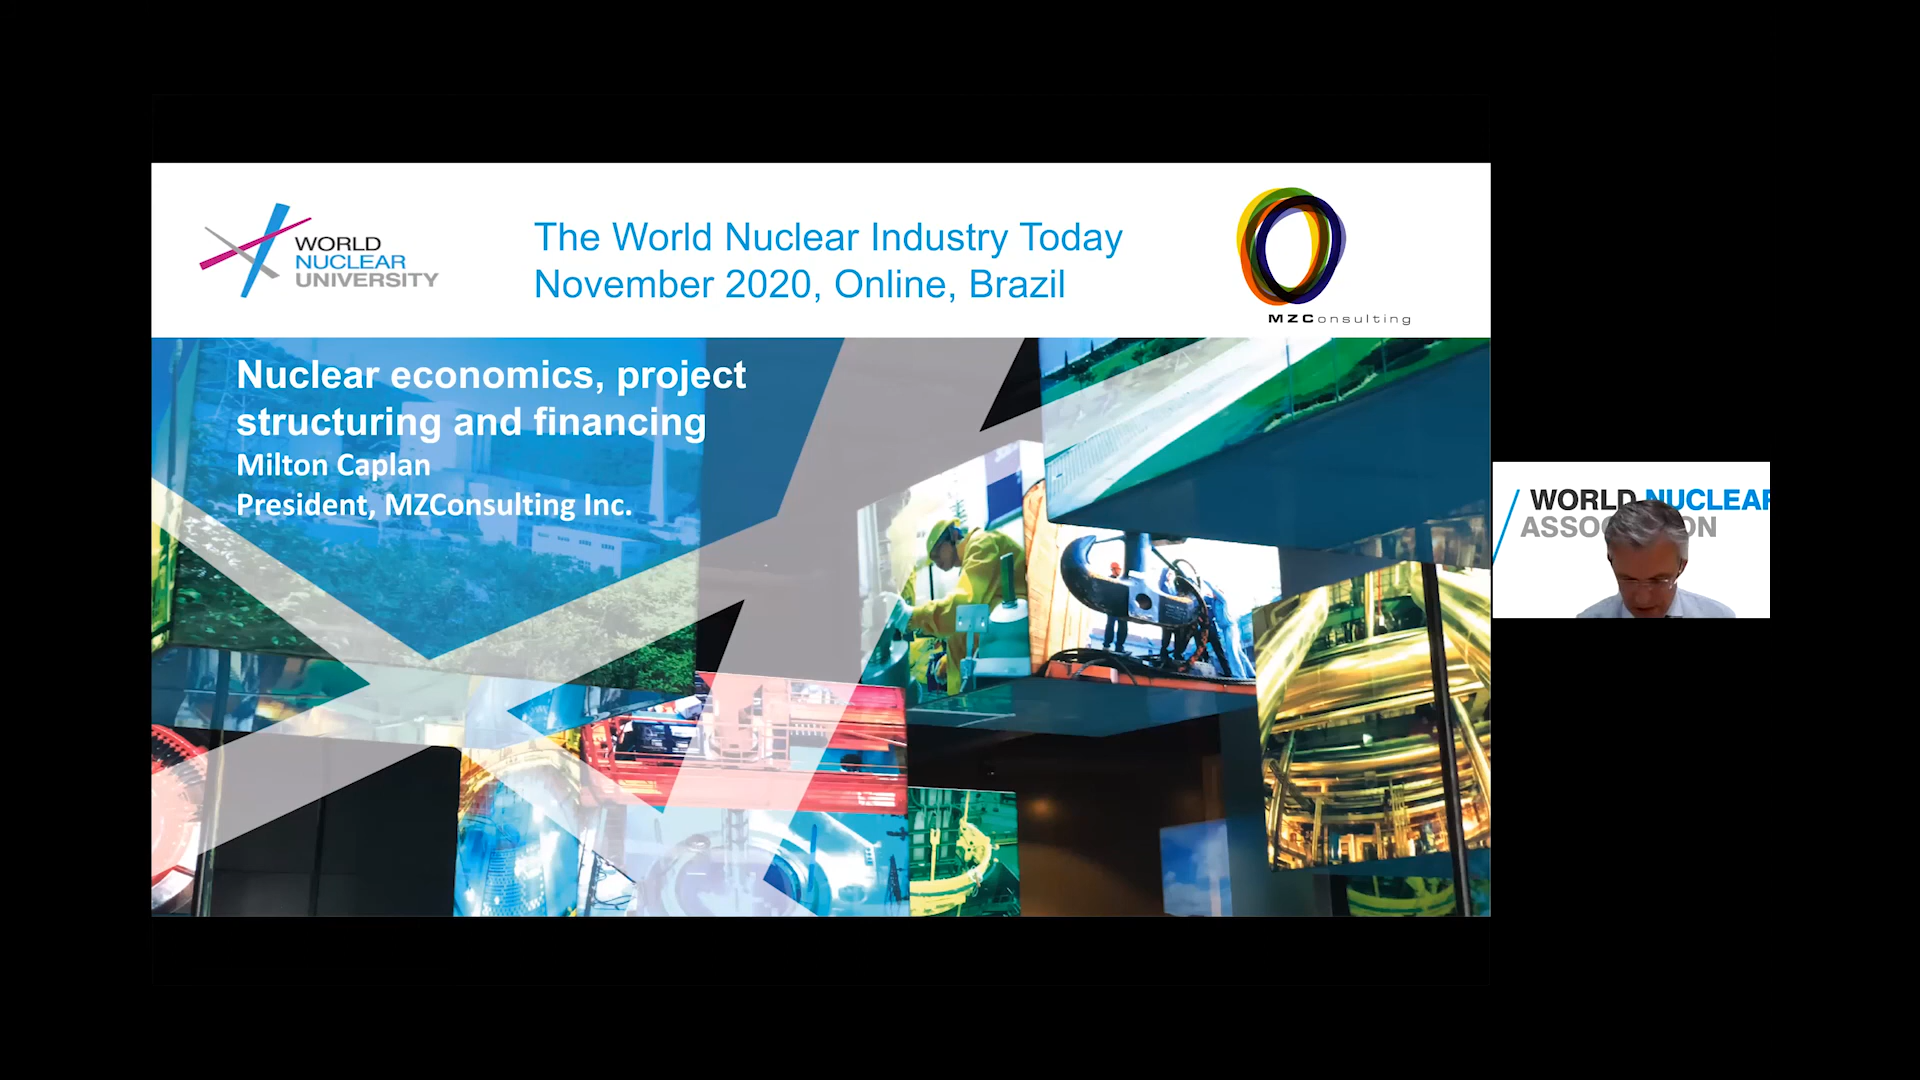 WORLD
NUCLEAR
UNIVERSITY
The World Nuclear Industry Today
November 2020, Online, Brazil
MZConsulting
Nuclear economics, project
structuring and financing
Milton Caplan
President, MZConsulting Inc.
WORLD NUCLEAR